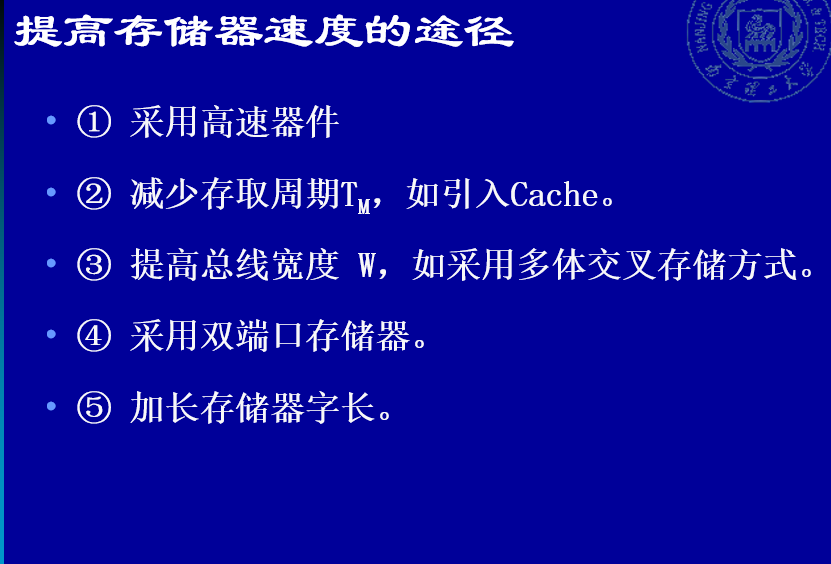 提高存储器速度的途径
• ① 采用高速器件
• ② 减少存取周期TM，如引入Cache。
• ③ 提高总线宽度 W，如采用多体交叉存储方式。
• ④ 采用双端口存储器。
• ⑤ 加长存储器字长。